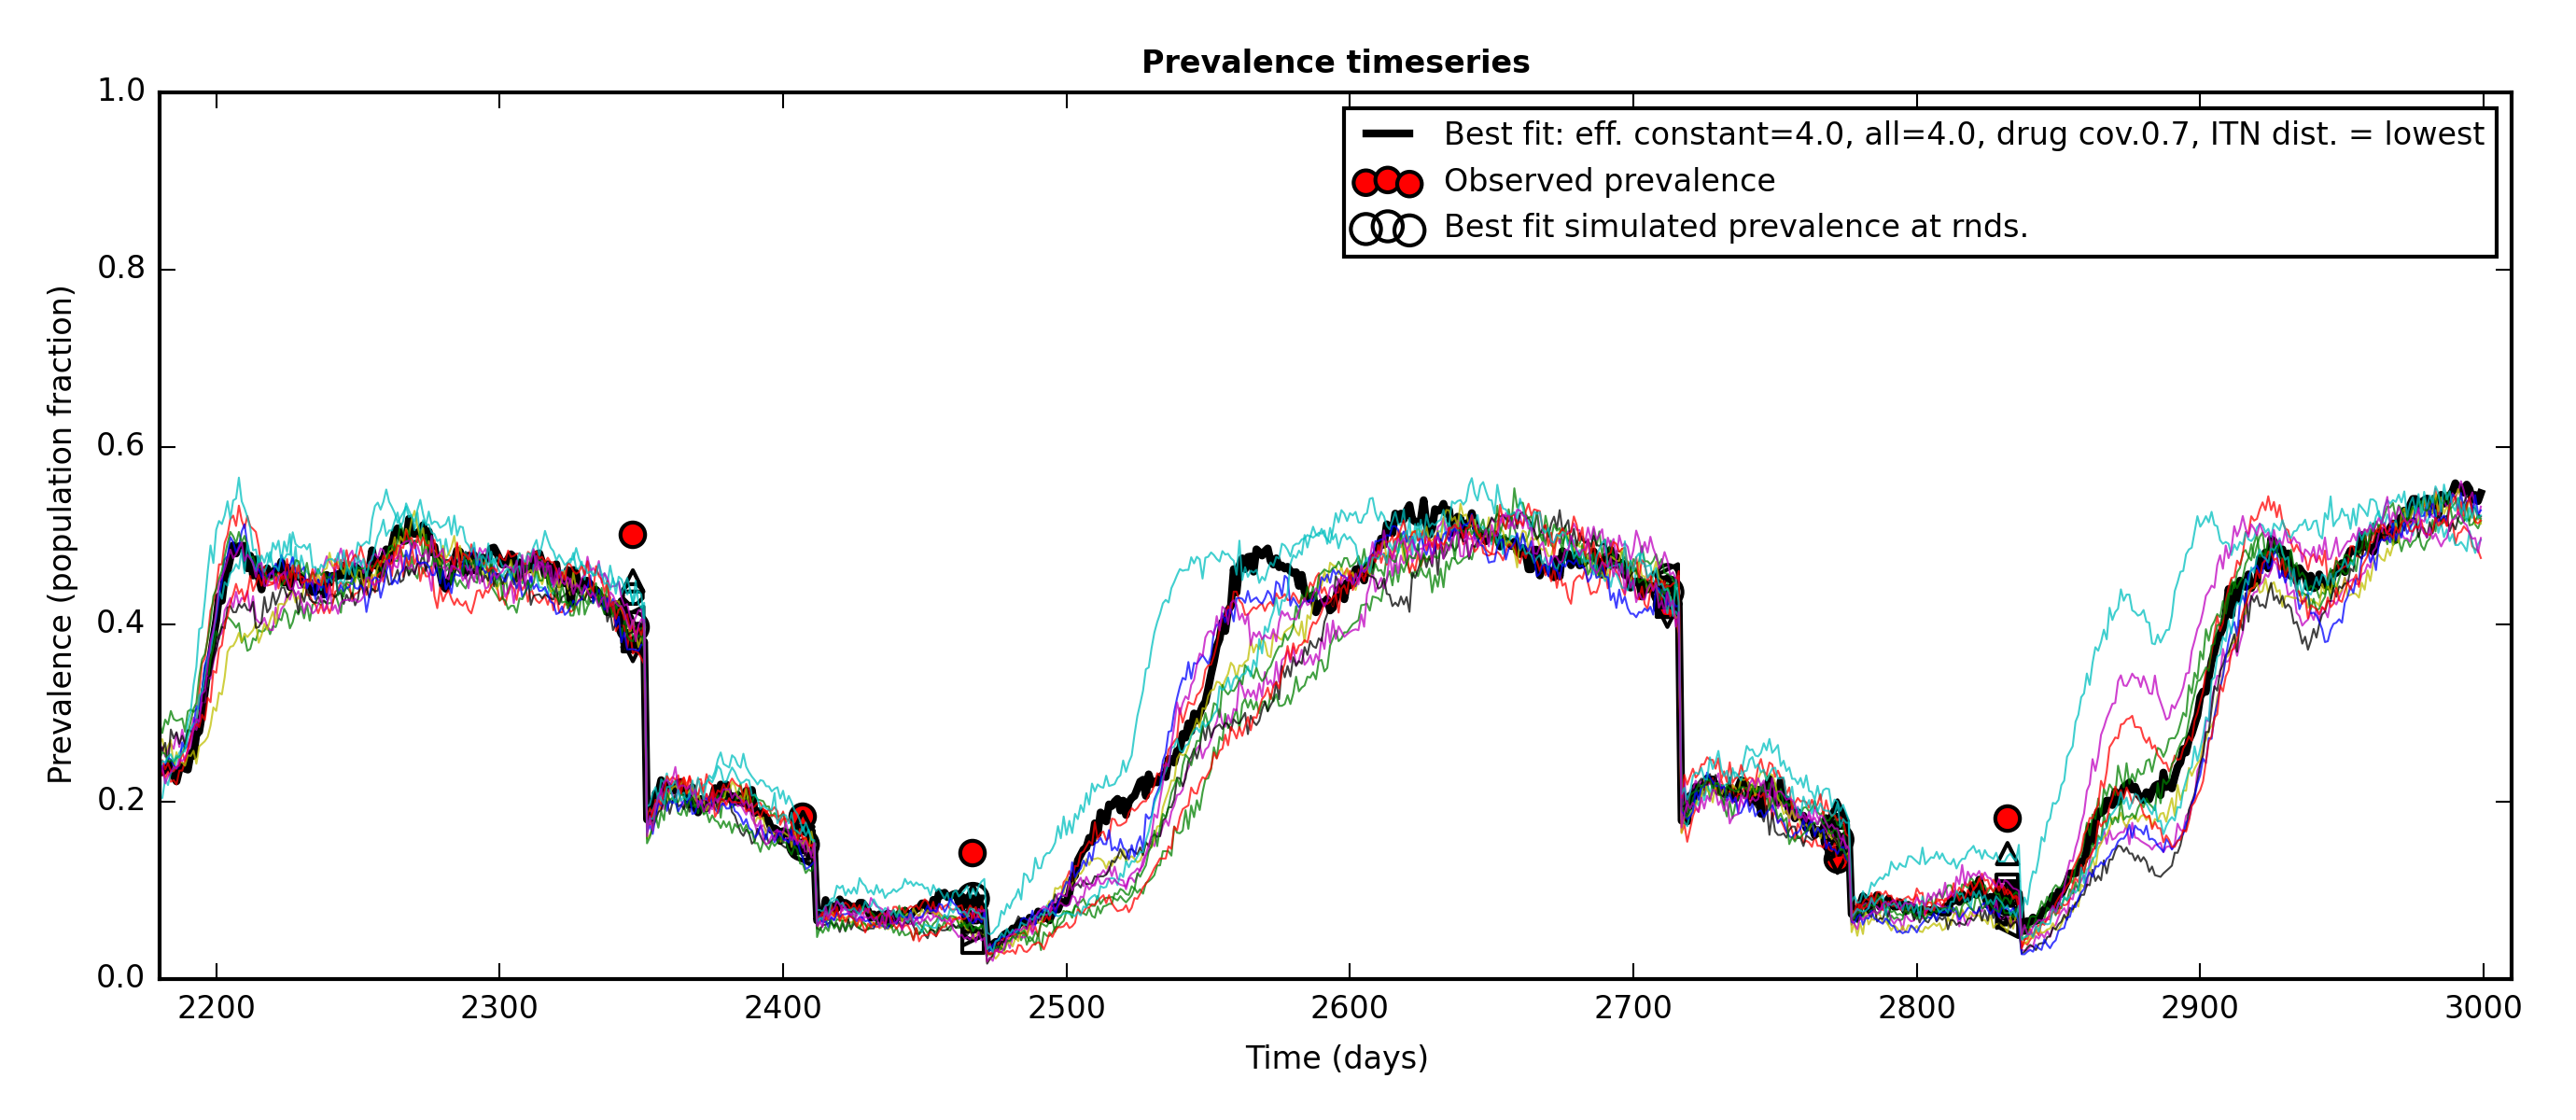 Prevalence timeseries
1.0
0.8
0.6
0.4
0.2
0.0
Prevalence (population fraction)
Best fit: eff. constant=4.0, all=4.0, drug cov.0.7, ITN dist. = lowest
Observed prevalence
Best fit simulated prevalence at rnds.
2200 2300 2400 2500 2600 2700 2800 2900 3000
Time (days)